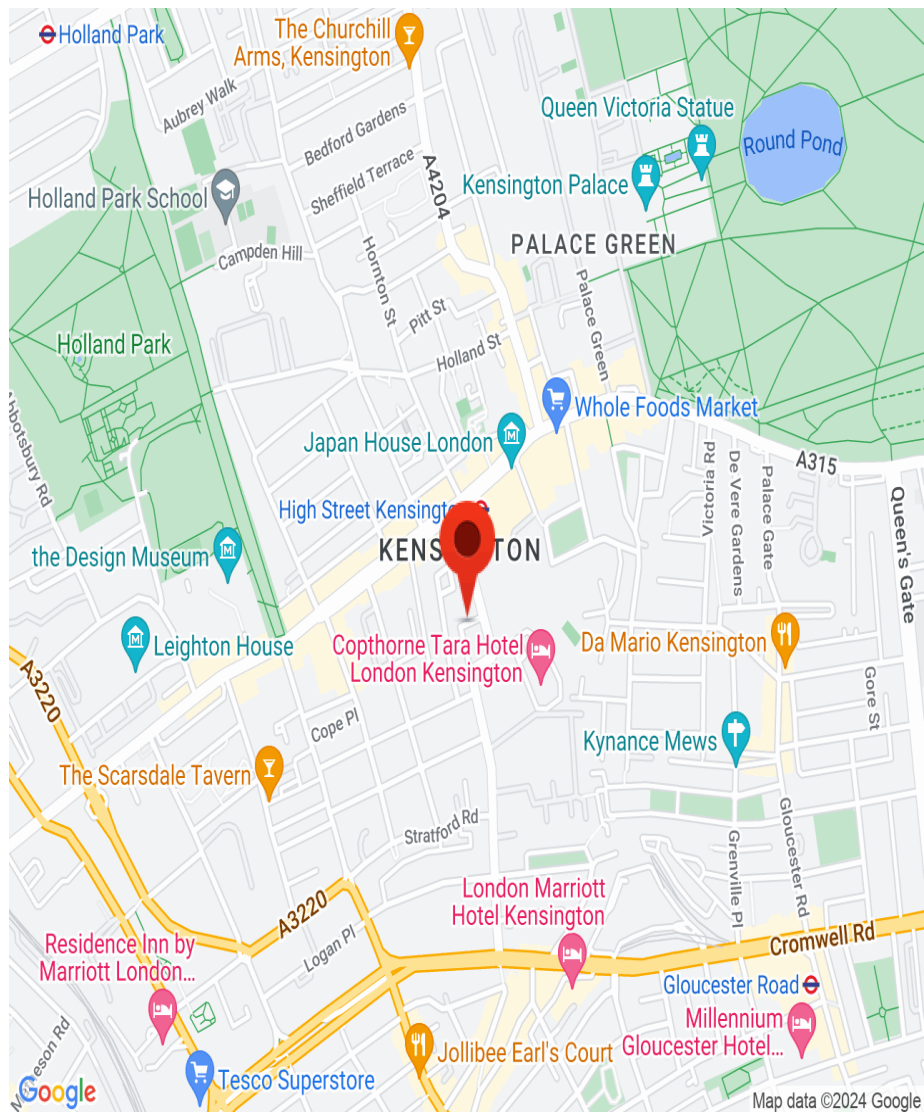 Holland Park
The Churchill
Arms, Kensington
Aubrey Walk
Bedford Gardens
Queen Victoria Statue
Round Pond
Sheffield Terrace
A4204
Kensington Palace
Holland Park School
Campden Hill
Hornton St
PALACE GREEN
Palace Green
Pitt St
Holland St
Holland Park
Abbotsbury Rd
Whole Foods Market
Japan House London
A315
Victoria Rd
De Vere Gardens
Palace Gate
Queen's Gate
High Street Kensington
KENSINGTON
the Design Museum
Leighton House
Copthorne Tara Hotel
London Kensington
Da Mario Kensington
A3220
Cope Pl
Gore St
Kynance Mews
The Scarsdale Tavern
Stratford Rd
Grenville Pl
Gloucester Rd
London Marriott
Hotel Kensington
A3220
Logan Pl
Cromwell Rd
Residence Inn by
Marriott London...
Gloucester Road
Millennium
Gloucester Hotel...
Jollibee Earl's Court
Tesco Superstore
Google
Map data ©2024 Google